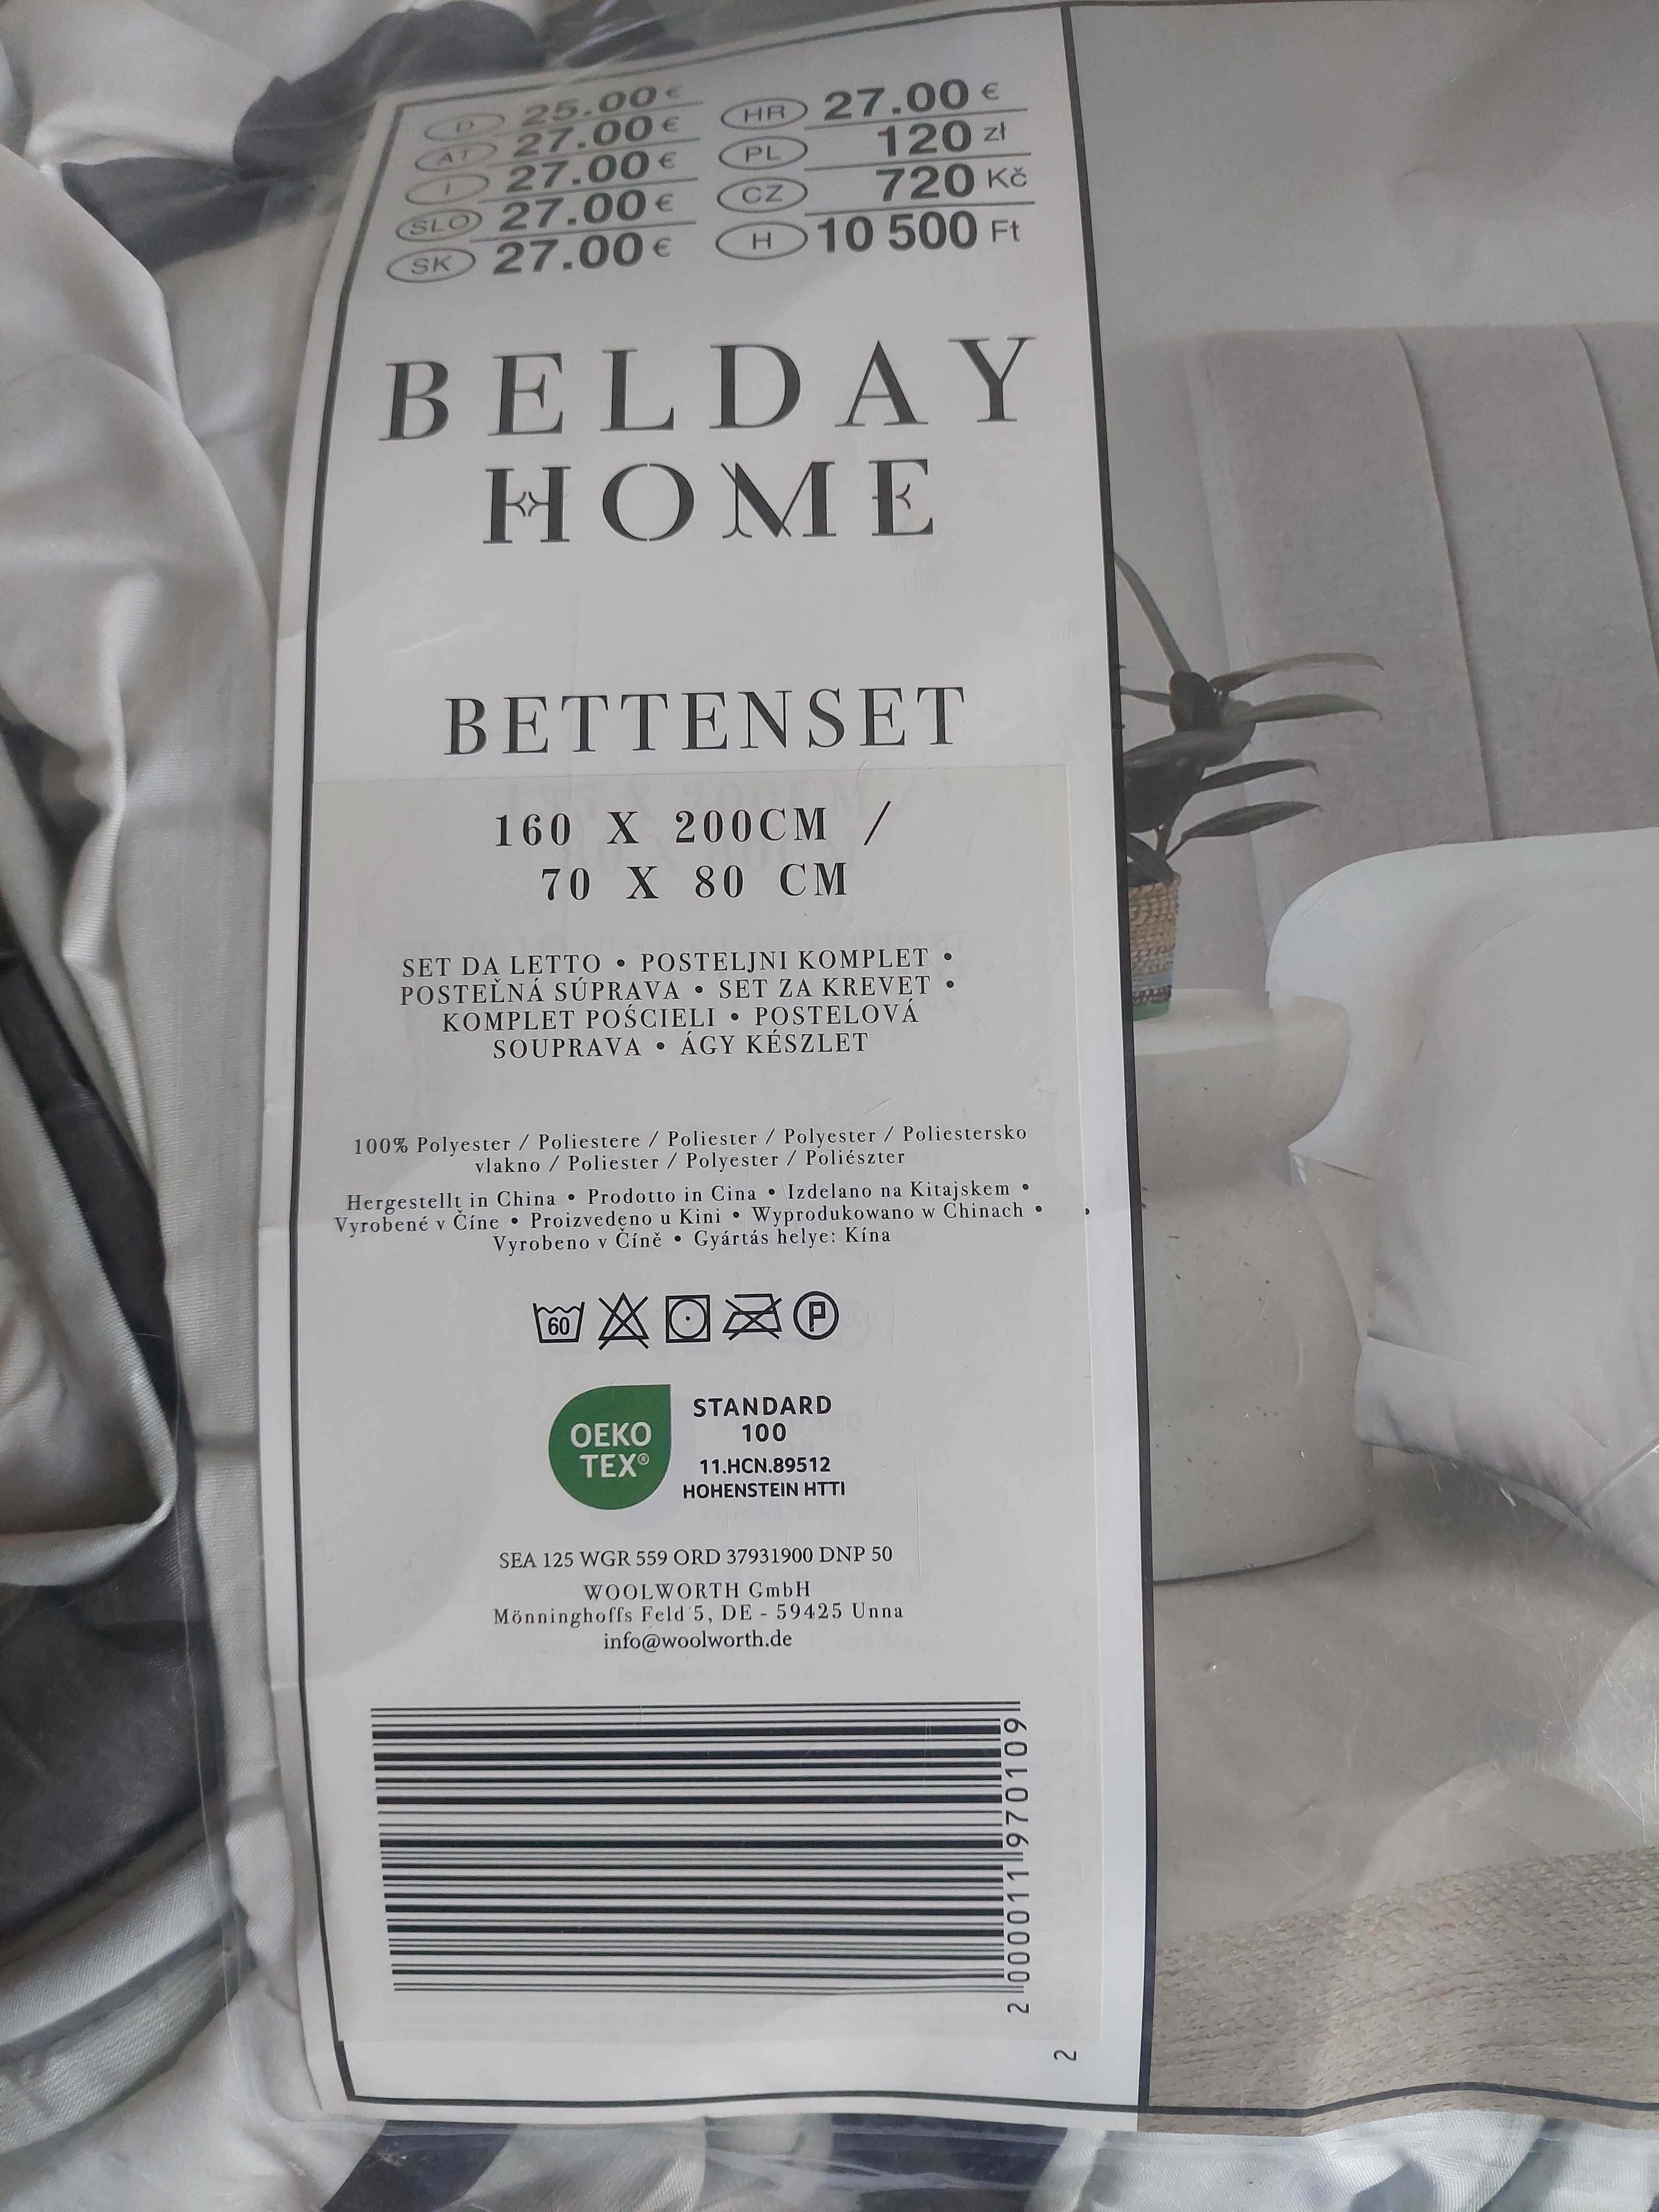 D 25.00 €
AT 27.00 €
I 27.00 €
SLO 27.00 €
SK 27.00 €
HR 27.00 €
PL 120 zł
CZ 720 Kč
H 10 500 Ft
BELDAY
HOME
BETTENSET
160 X 200CM /
70 X 80 CM
SET DA LETTO • POSTELJNI KOMPLET •
POSTEĽNÁ SÚPRAVA • SET ZA KREVET •
KOMPLET POŚCIELI • POSTELOVÁ
SOUPRAVA • ÁGY KÉSZLET
100% Polyester / Poliestere / Poliester / Polyester / Poliestersko
vlakno / Poliester / Polyester / Poliészter
Hergestellt in China • Prodotto in Cina • Izdelano na Kitajskem •
Vyrobené v Číne • Proizvedeno u Kini • Wyprodukowano w Chinach •
Vyrobeno v Číně • Gyártás helye: Kína
60
P
OEKO
TEX®
STANDARD
100
11.HCN.89512
HOHENSTEIN HTTI
SEA 125 WGR 559 ORD 37931900 DNP 50
WOOLWORTH GmbH
Mönninghoffs Feld 5, DE - 59425 Unna
info@woolworth.de
2 000011 970109
2